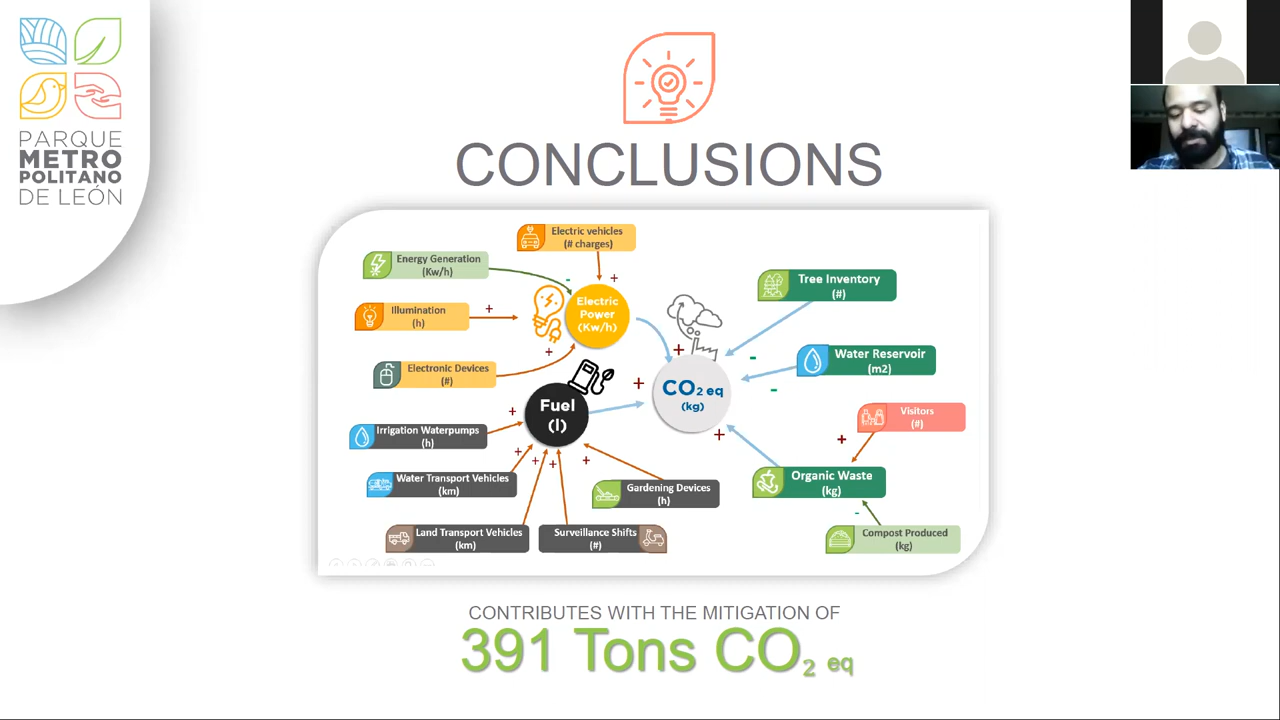 PARQUE
METRO
POLITANO
DE LEÓN
CONCLUSIONS
Electric vehicles
(# charges)
Energy Generation
(Kw/h)
Illumination
(h)
Electronic Devices
(#)
Electric
Power
(Kw/h)
+
+
+
-
Fuel
(l)
Irrigation Waterpumps
(h)
Water Transport Vehicles
(km)
Land Transport Vehicles
(km)
Surveillance Shifts
(#)
Gardening Devices
(h)
+
+
+
+
+
CO2 eq
(kg)
+
+
+
-
-
Tree Inventory
(#)
Water Reservoir
(m2)
Visitors
(#)
+
Organic Waste
(kg)
-
Compost Produced
(kg)
CONTRIBUTES WITH THE MITIGATION OF
391 Tons CO2 eq